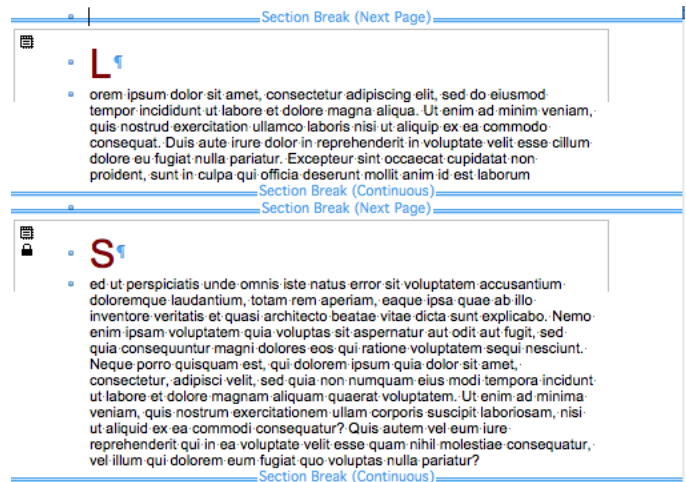 Section Break (Next Page)
L¶
orem ipsum dolor sit amet, consectetur adipiscing elit, sed do eiusmod
tempor incididunt ut labore et dolore magna aliqua. Ut enim ad minim veniam,
quis nostrud exercitation ullamco laboris nisi ut aliquip ex ea commodo
consequat. Duis aute irure dolor in reprehenderit in voluptate velit esse cillum
dolore eu fugiat nulla pariatur. Excepteur sint occaecat cupidatat non
proident, sunt in culpa qui officia deserunt mollit anim id est laborum
Section Break (Continuous)
Section Break (Next Page)
S¶
ed ut perspiciatis unde omnis iste natus error sit voluptatem accusantium
doloremque laudantium, totam rem aperiam, eaque ipsa quae ab illo
inventore veritatis et quasi architecto beatae vitae dicta sunt explicabo. Nemo
enim ipsam voluptatem quia voluptas sit aspernatur aut odit aut fugit, sed
quia consequuntur magni dolores eos qui ratione voluptatem sequi nesciunt.
Neque porro quisquam est, qui dolorem ipsum quia dolor sit amet,
consectetur, adipisci velit, sed quia non numquam eius modi tempora incidunt
ut labore et dolore magnam aliquam quaerat voluptatem. Ut enim ad minima
veniam, quis nostrum exercitationem ullam corporis suscipit laboriosam, nisi
ut aliquid ex ea commodi consequatur? Quis autem vel eum iure
reprehenderit qui in ea voluptate velit esse quam nihil molestiae consequatur,
vel illum qui dolorem eum fugiat quo voluptas nulla pariatur?
Section Break (Continuous)